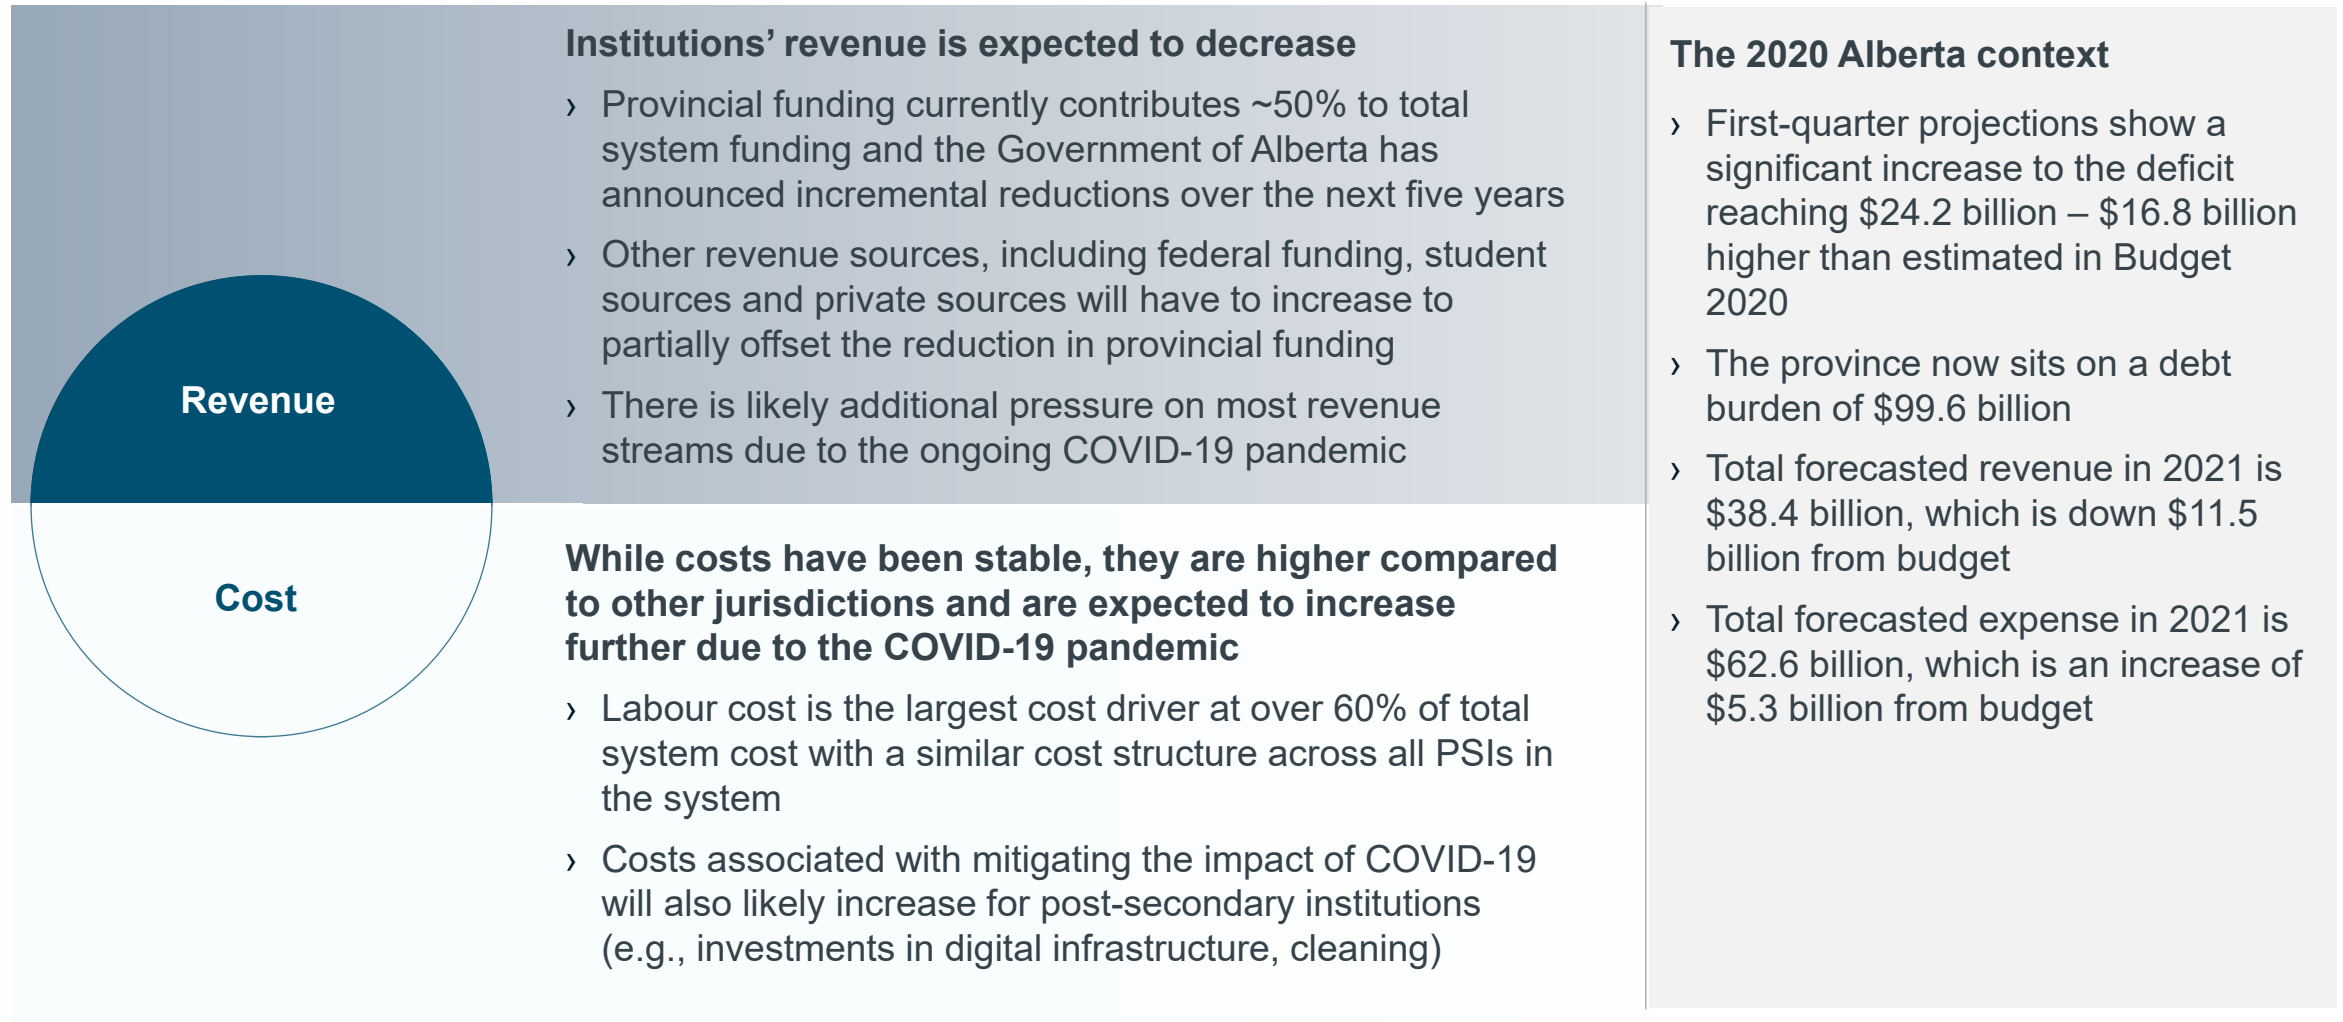 Revenue
Cost
Institutions’ revenue is expected to decrease
› Provincial funding currently contributes ~50% to total
system funding and the Government of Alberta has
announced incremental reductions over the next five years
› Other revenue sources, including federal funding, student
sources and private sources will have to increase to
partially offset the reduction in provincial funding
› There is likely additional pressure on most revenue
streams due to the ongoing COVID-19 pandemic
While costs have been stable, they are higher compared
to other jurisdictions and are expected to increase
further due to the COVID-19 pandemic
› Labour cost is the largest cost driver at over 60% of total
system cost with a similar cost structure across all PSIs in
the system
› Costs associated with mitigating the impact of COVID-19
will also likely increase for post-secondary institutions
(e.g., investments in digital infrastructure, cleaning)
The 2020 Alberta context
› First-quarter projections show a
significant increase to the deficit
reaching $24.2 billion – $16.8 billion
higher than estimated in Budget
2020
› The province now sits on a debt
burden of $99.6 billion
› Total forecasted revenue in 2021 is
$38.4 billion, which is down $11.5
billion from budget
› Total forecasted expense in 2021 is
$62.6 billion, which is an increase of
$5.3 billion from budget